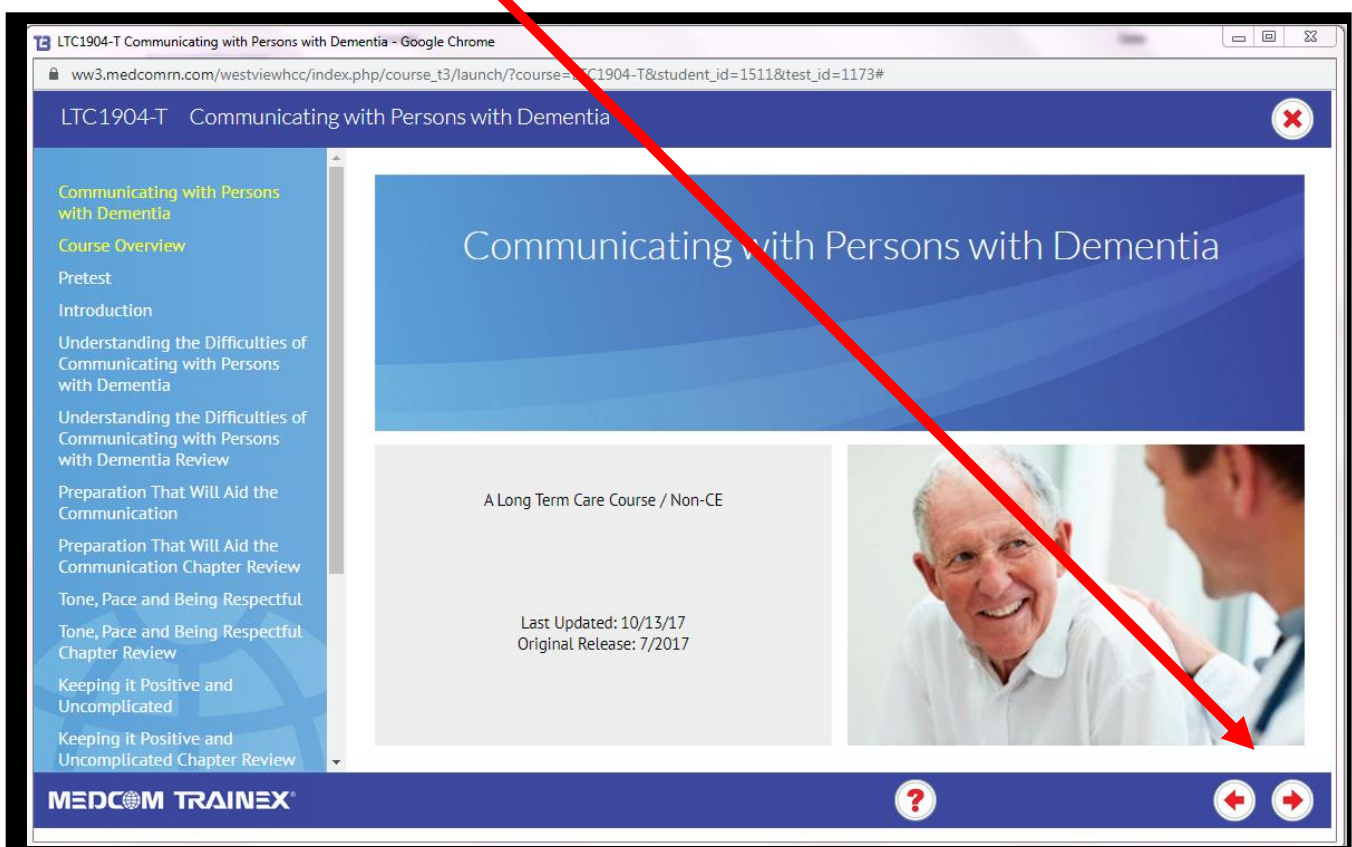 LTC1904-T Communicating with Persons with Dementia - Google Chrome
ww3.medcomrn.com/westviewhcc/index.php/course_t3/launch/?course=LTC1904-T&student_id=1511&test_id=1173#
LTC1904-T Communicating with Persons with Dementia
Communicating with Persons
with Dementia
Course Overview
Pretest
Introduction
Understanding the Difficulties of
Communicating with Persons
with Dementia
Understanding the Difficulties of
Communicating with Persons
with Dementia Review
Preparation That Will Aid the
Communication
Preparation That Will Aid the
Communication Chapter Review
Tone, Pace and Being Respectful
Tone, Pace and Being Respectful
Chapter Review
Keeping it Positive and
Uncomplicated
Keeping it Positive and
Uncomplicated Chapter Review
Communicating with Persons with Dementia
A Long Term Care Course / Non-CE
Last Updated: 10/13/17
Original Release: 7/2017
MEDCOM TRAINEX®
?